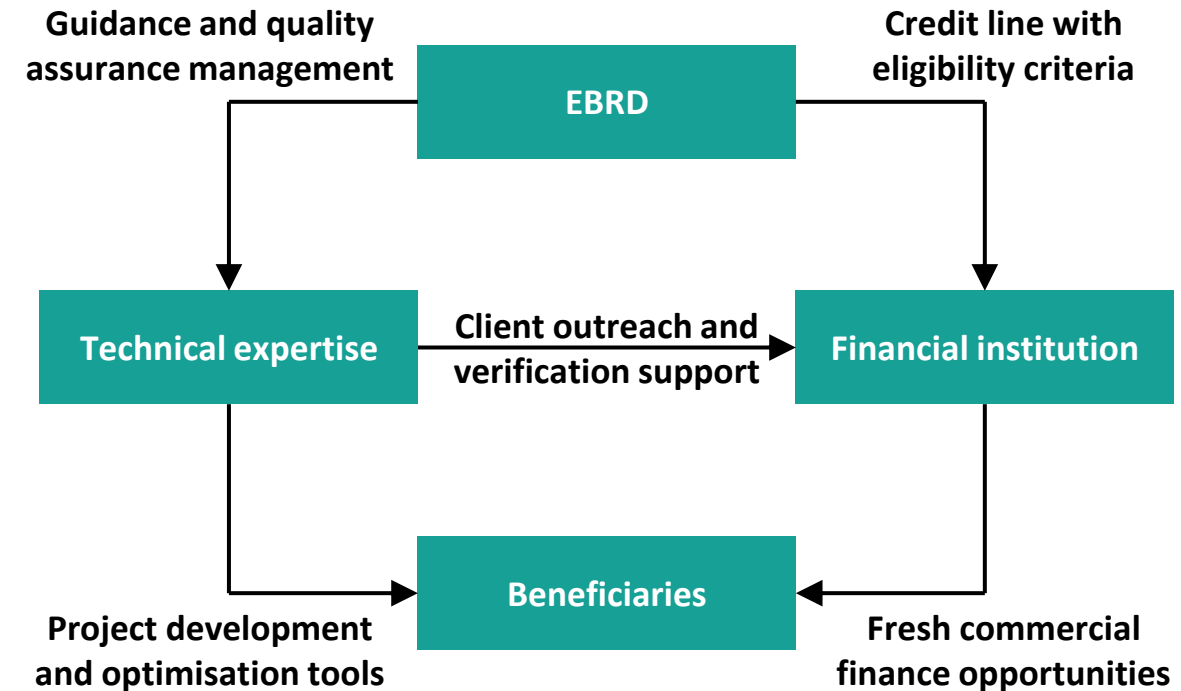 Guidance and quality
assurance management
EBRD
Credit line with
eligibility criteria
Technical expertise
Client outreach and
verification support
Financial institution
Project development
and optimisation tools
Beneficiaries
Fresh commercial
finance opportunities